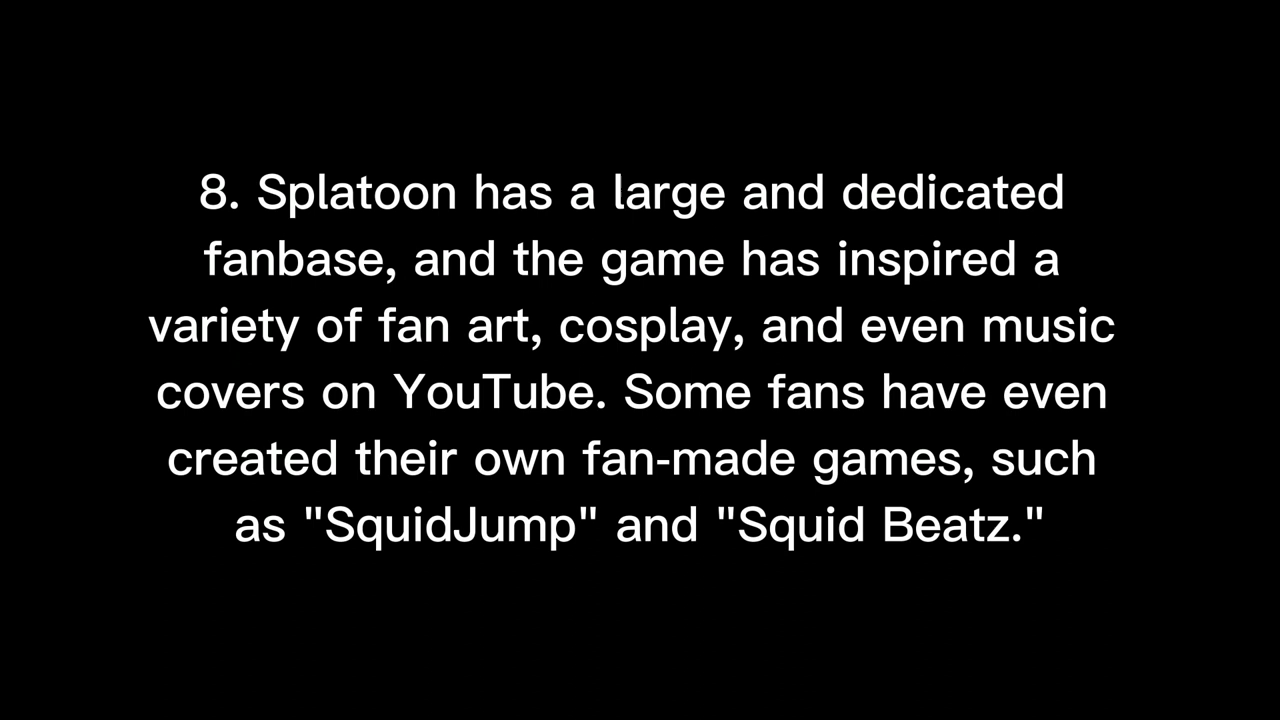 8. Splatoon has a large and dedicated
fanbase, and the game has inspired a
variety of fan art, cosplay, and even music
covers on YouTube. Some fans have even
created their own fan-made games, such
as "SquidJump" and "Squid Beatz."